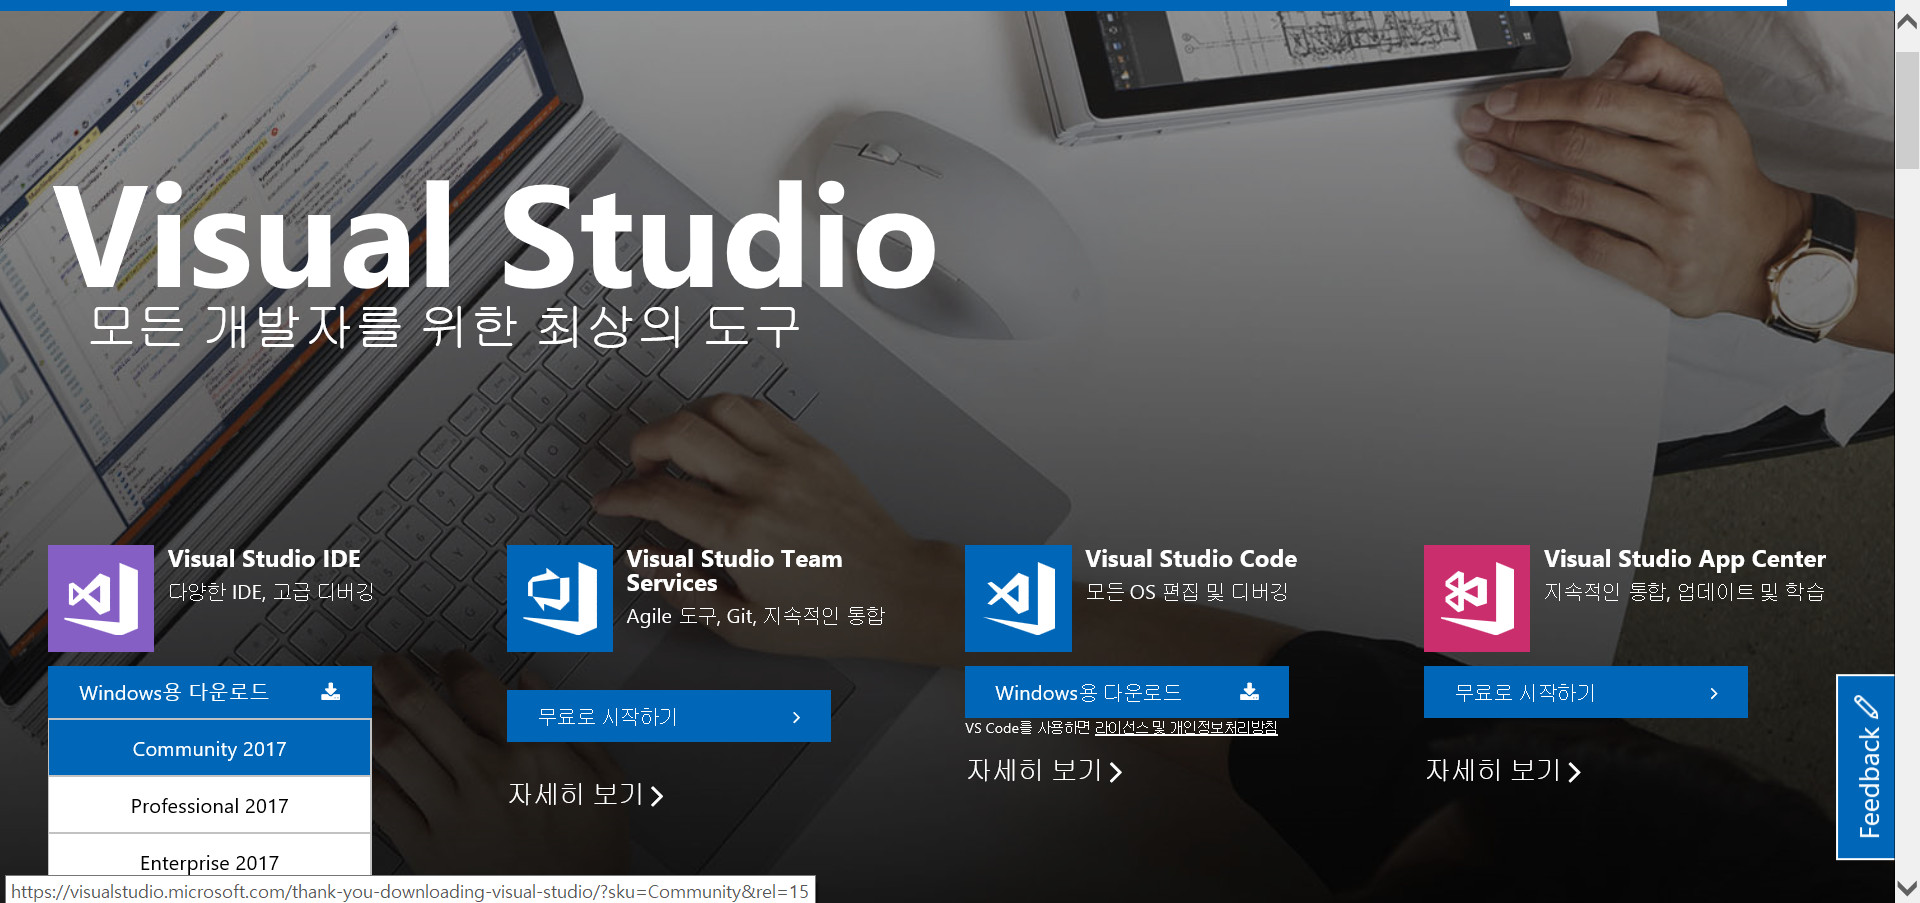 Visual Studio
모든 개발자를 위한 최상의 도구
Visual Studio IDE
다양한 IDE, 고급 디버깅
Windows용 다운로드
Community 2017
Professional 2017
Enterprise 2017
Visual Studio Team
Services
Agile 도구, Git, 지속적인 통합
무료로 시작하기
자세히 보기
Visual Studio Code
모든 OS 편집 및 디버깅
Windows용 다운로드
VS Code를 사용하면 라이선스 및 개인정보처리방침
자세히 보기
Visual Studio App Center
지속적인 통합, 업데이트 및 학습
무료로 시작하기
자세히 보기
Feedback
https://visualstudio.microsoft.com/thank-you-downloading-visual-studio/?sku=Community&rel=15